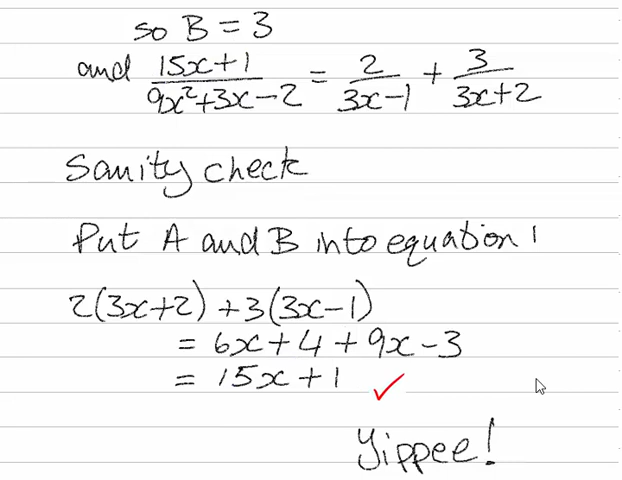 so B = 3
and (15x+1)/(9x²+3x−2) = 2/(3x−1) + 3/(3x+2)
Sanity check
Put A and B into equation 1
2(3x+2) + 3(3x−1)
= 6x + 4 + 9x − 3
= 15x + 1 ✓
Yippee!